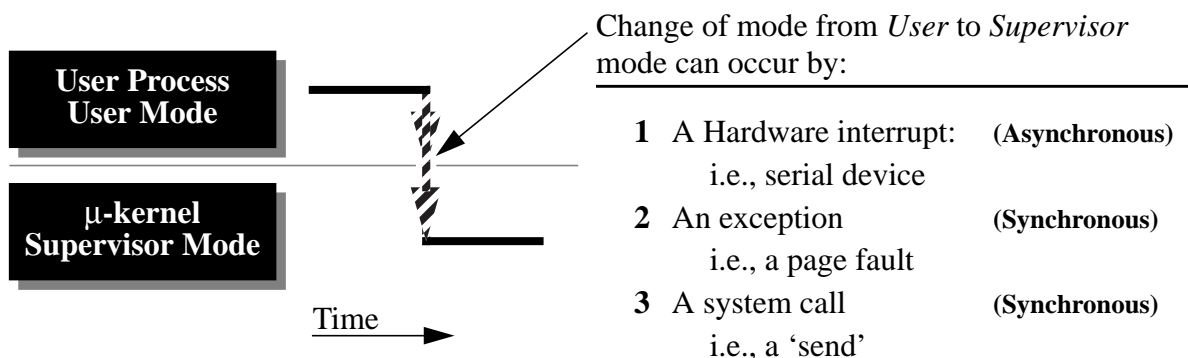 User Process
User Mode
μ-kernel
Supervisor Mode
Time
Change of mode from User to Supervisor
mode can occur by:
1 A Hardware interrupt: (Asynchronous)
i.e., serial device
2 An exception (Synchronous)
i.e., a page fault
3 A system call (Synchronous)
i.e., a ‘send’